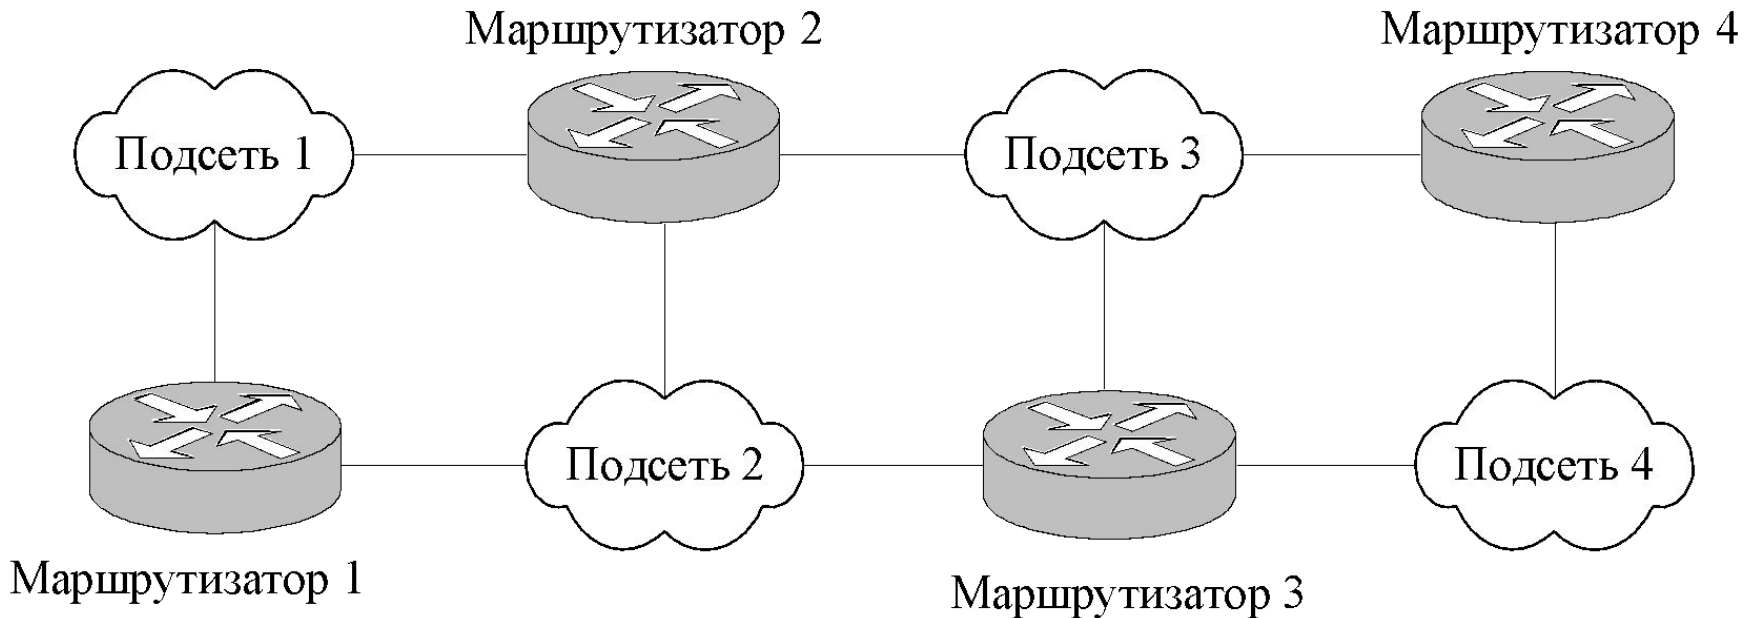 Маршрутизатор 2
Маршрутизатор 4
Подсеть 1
Подсеть 3
Подсеть 2
Подсеть 4
Маршрутизатор 1
Маршрутизатор 3